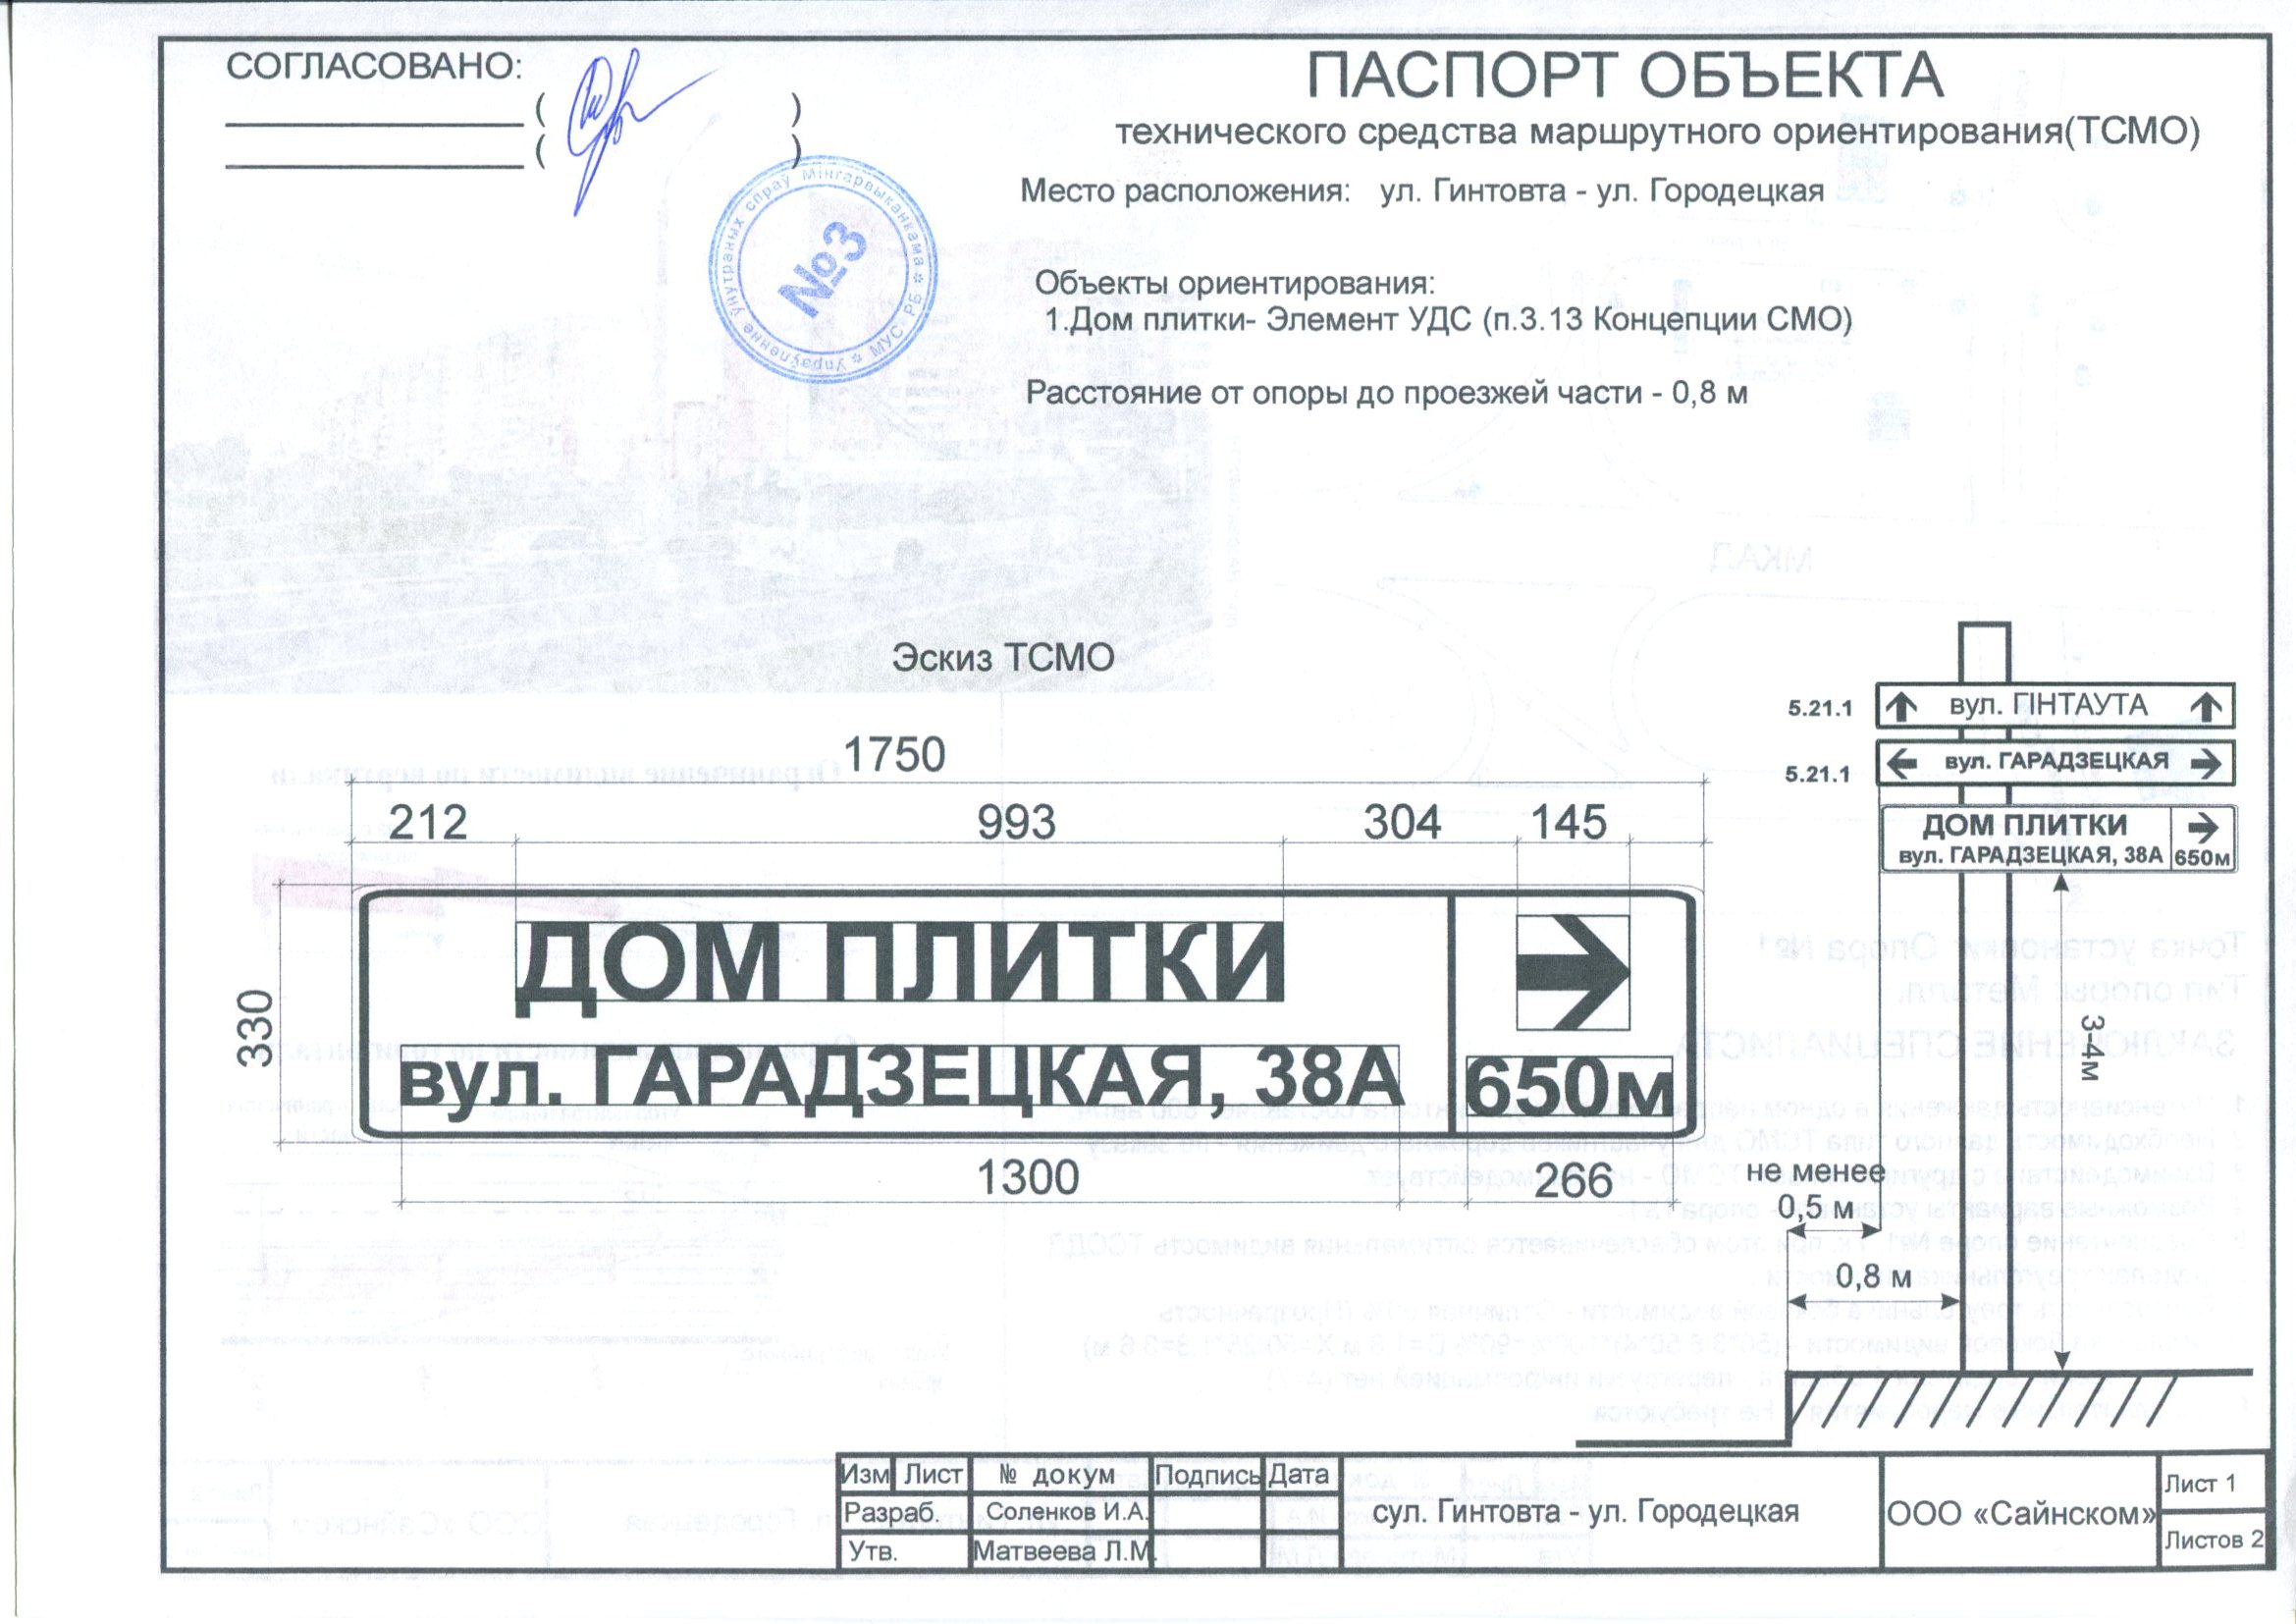 СОГЛАСОВАНО:
( )
( )
Упраўленне ўнутраных спраў Мінгарвыканкама * МУС РБ *
№3
ПАСПОРТ ОБЪЕКТА
технического средства маршрутного ориентирования(ТСМО)
Место расположения: ул. Гинтовта - ул. Городецкая
Объекты ориентирования:
1.Дом плитки- Элемент УДС (п.3.13 Концепции СМО)
Расстояние от опоры до проезжей части - 0,8 м
Эскиз ТСМО
1750
212 993 304 145
330
ДОМ ПЛИТКИ
вул. ГАРАДЗЕЦКАЯ, 38А 650м
1300 266
5.21.1 вул. ГІНТАУТА
5.21.1 вул. ГАРАДЗЕЦКАЯ
ДОМ ПЛИТКИ
вул. ГАРАДЗЕЦКАЯ, 38А 650м
3-4м
не менее
0,5 м
0,8 м
Изм Лист № докум Подпись Дата
Разраб. Соленков И.А.
Утв. Матвеева Л.М.
сул. Гинтовта - ул. Городецкая
ООО «Сайнском»
Лист 1
Листов 2